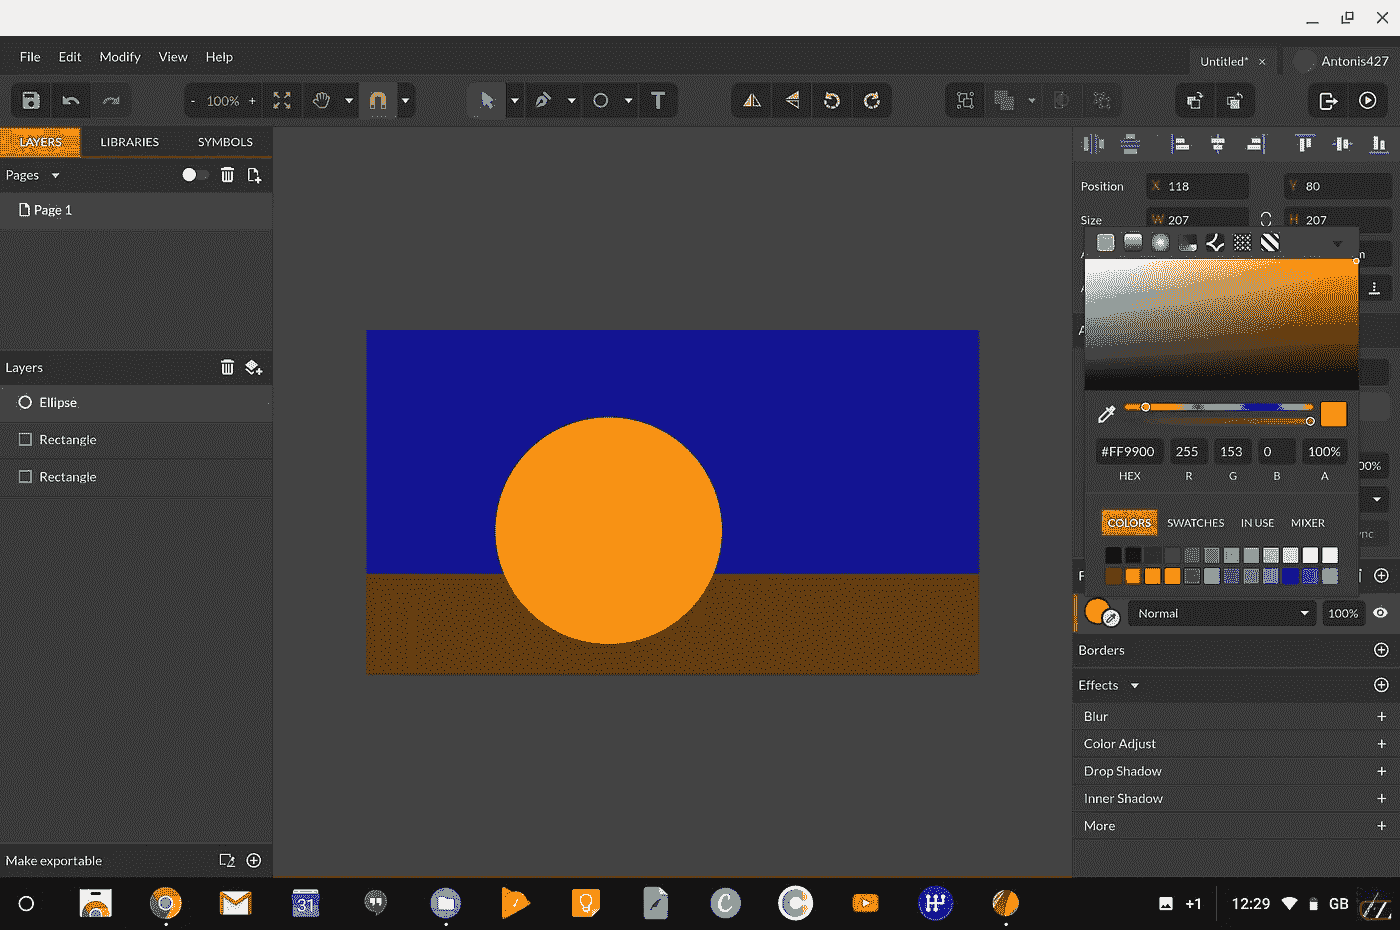 File Edit Modify View Help
Untitled* × Antonis427
- 100% + T
LAYERS LIBRARIES SYMBOLS
Pages
Page 1
Layers
Ellipse
Rectangle
Rectangle
Make exportable
Position X 118 Y 80
Size W 207 H 207
#FF9900 255 153 0 100%
HEX R G B A
COLORS SWATCHES IN USE MIXER
Normal 100%
Borders
Effects
Blur +
Color Adjust +
Drop Shadow +
Inner Shadow +
More +
31
+1 12:29 GB